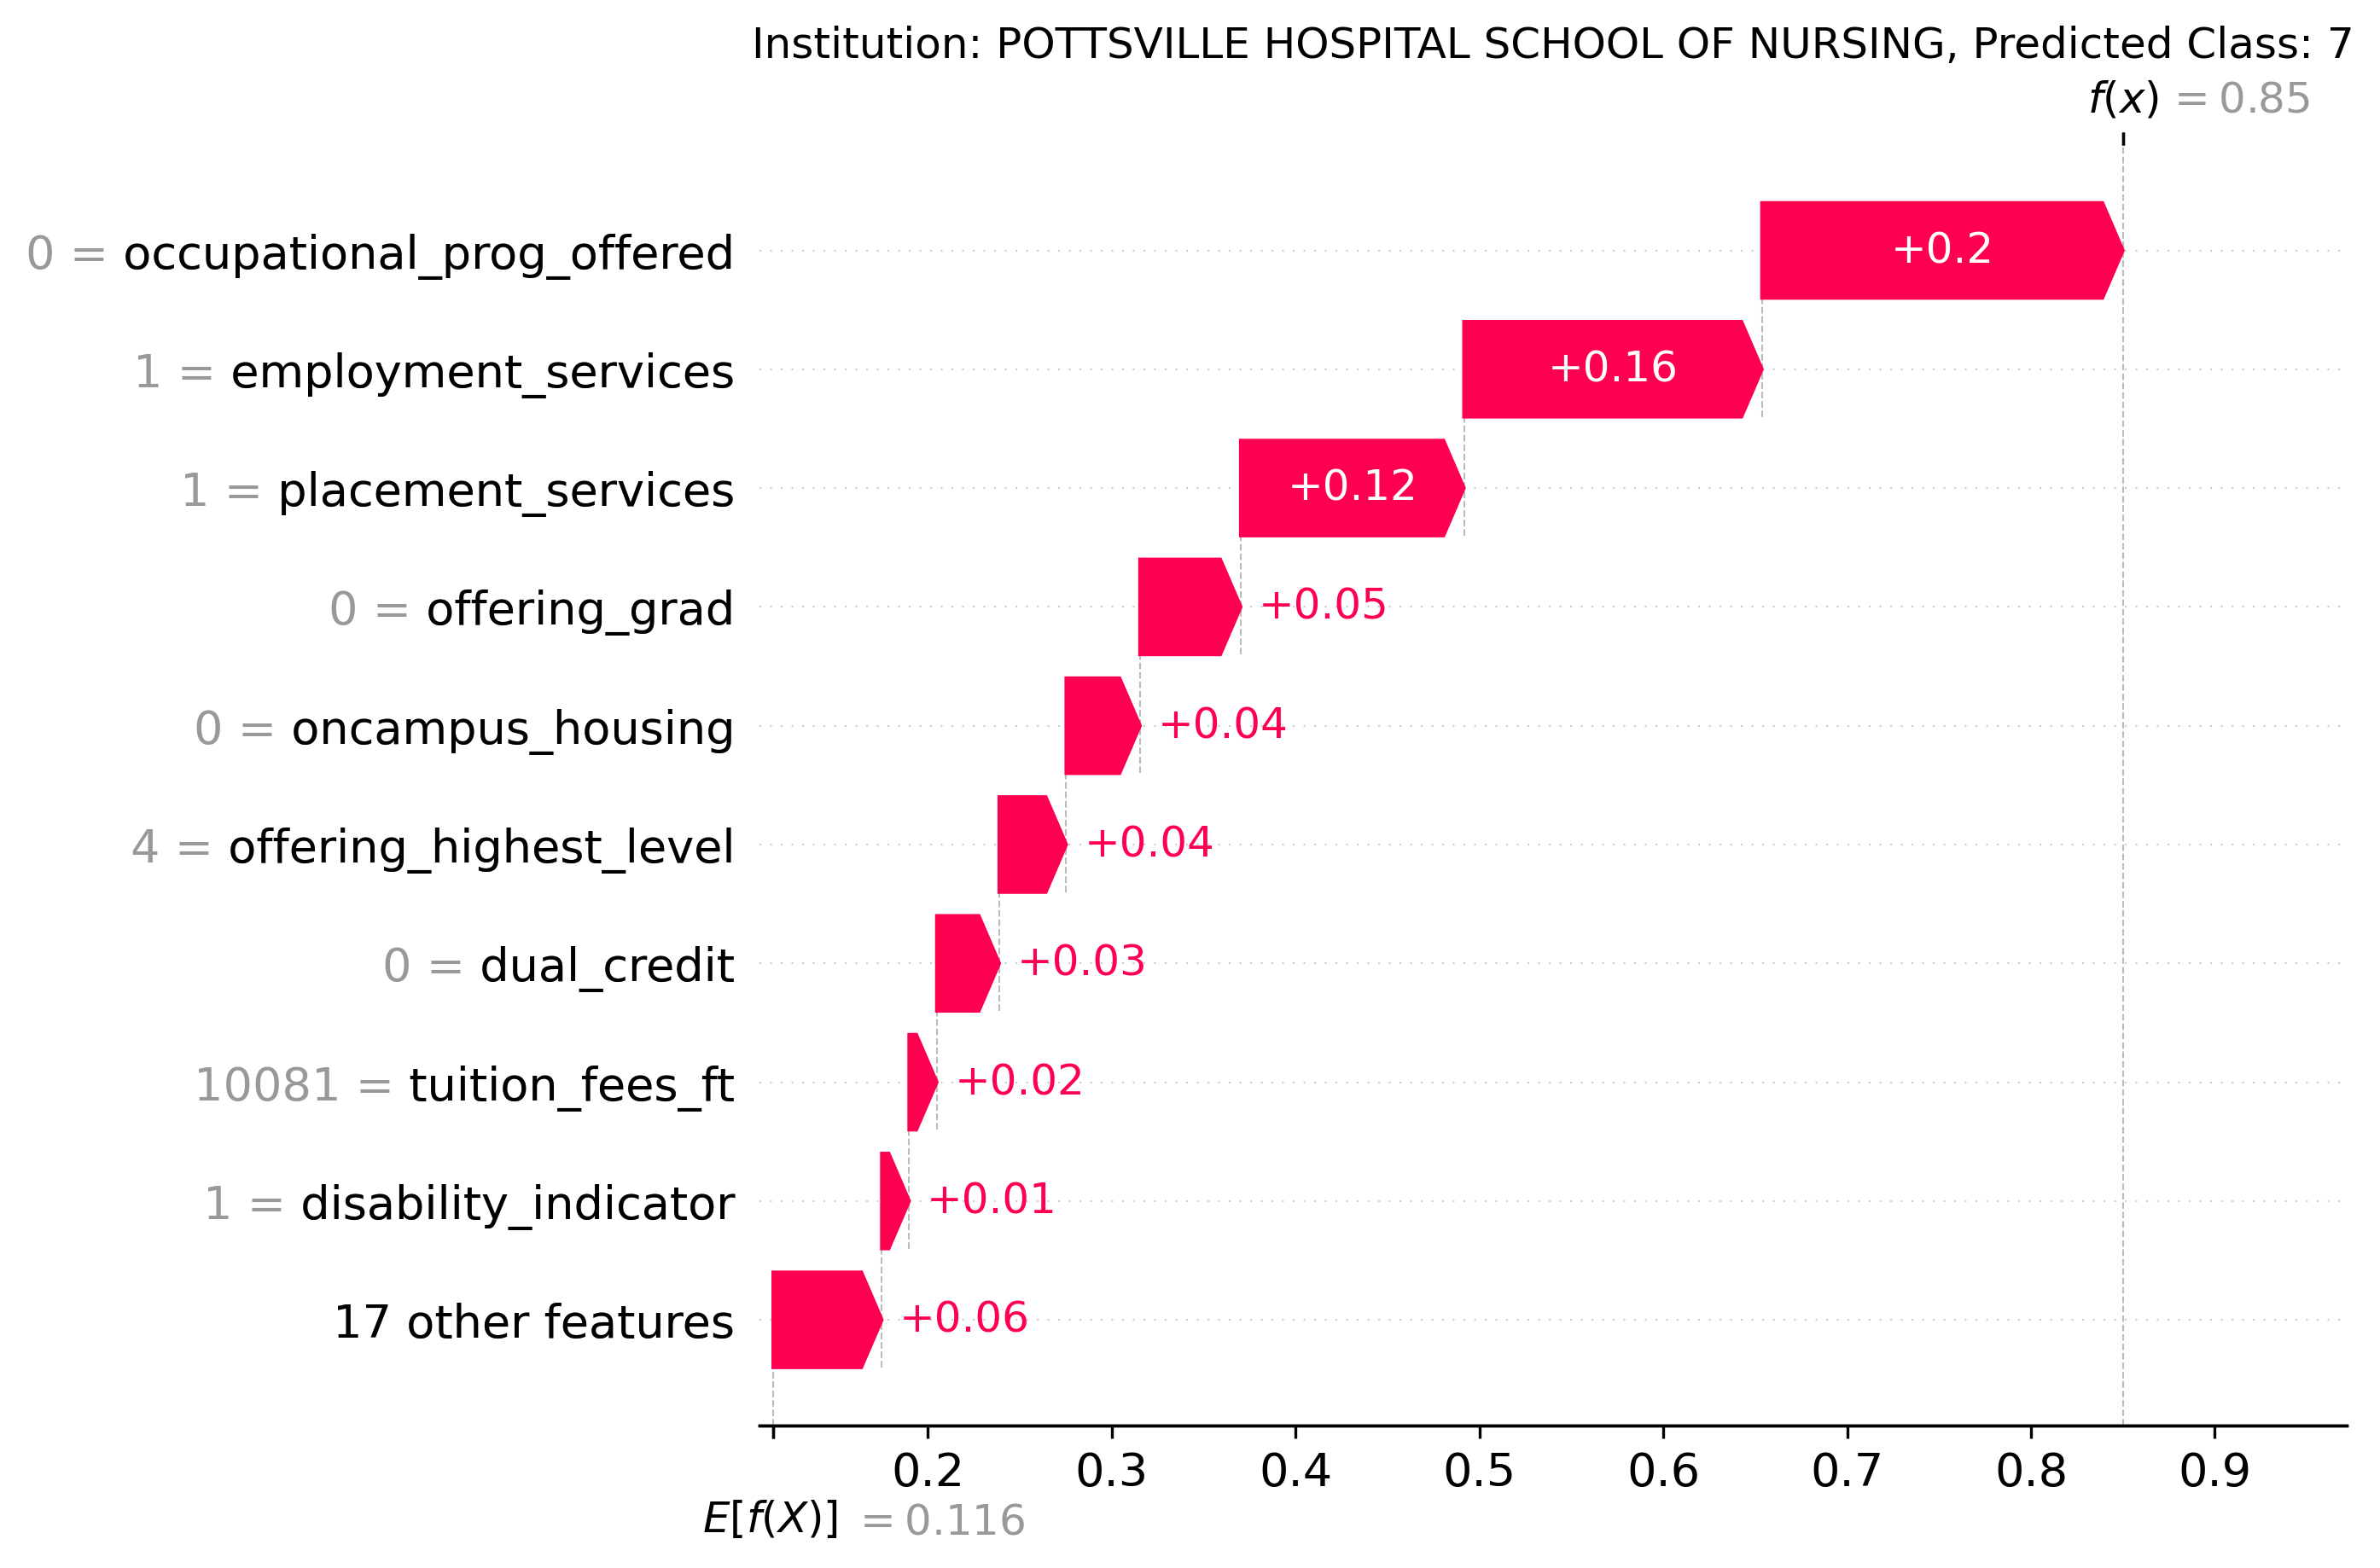 Institution: POTTSVILLE HOSPITAL SCHOOL OF NURSING, Predicted Class: 7
f(x) = 0.85
0 = occupational_prog_offered +0.2
1 = employment_services +0.16
1 = placement_services +0.12
0 = offering_grad +0.05
0 = oncampus_housing +0.04
4 = offering_highest_level +0.04
0 = dual_credit +0.03
10081 = tuition_fees_ft +0.02
1 = disability_indicator +0.01
17 other features +0.06
0.2 0.3 0.4 0.5 0.6 0.7 0.8 0.9
E[f(X)] = 0.116